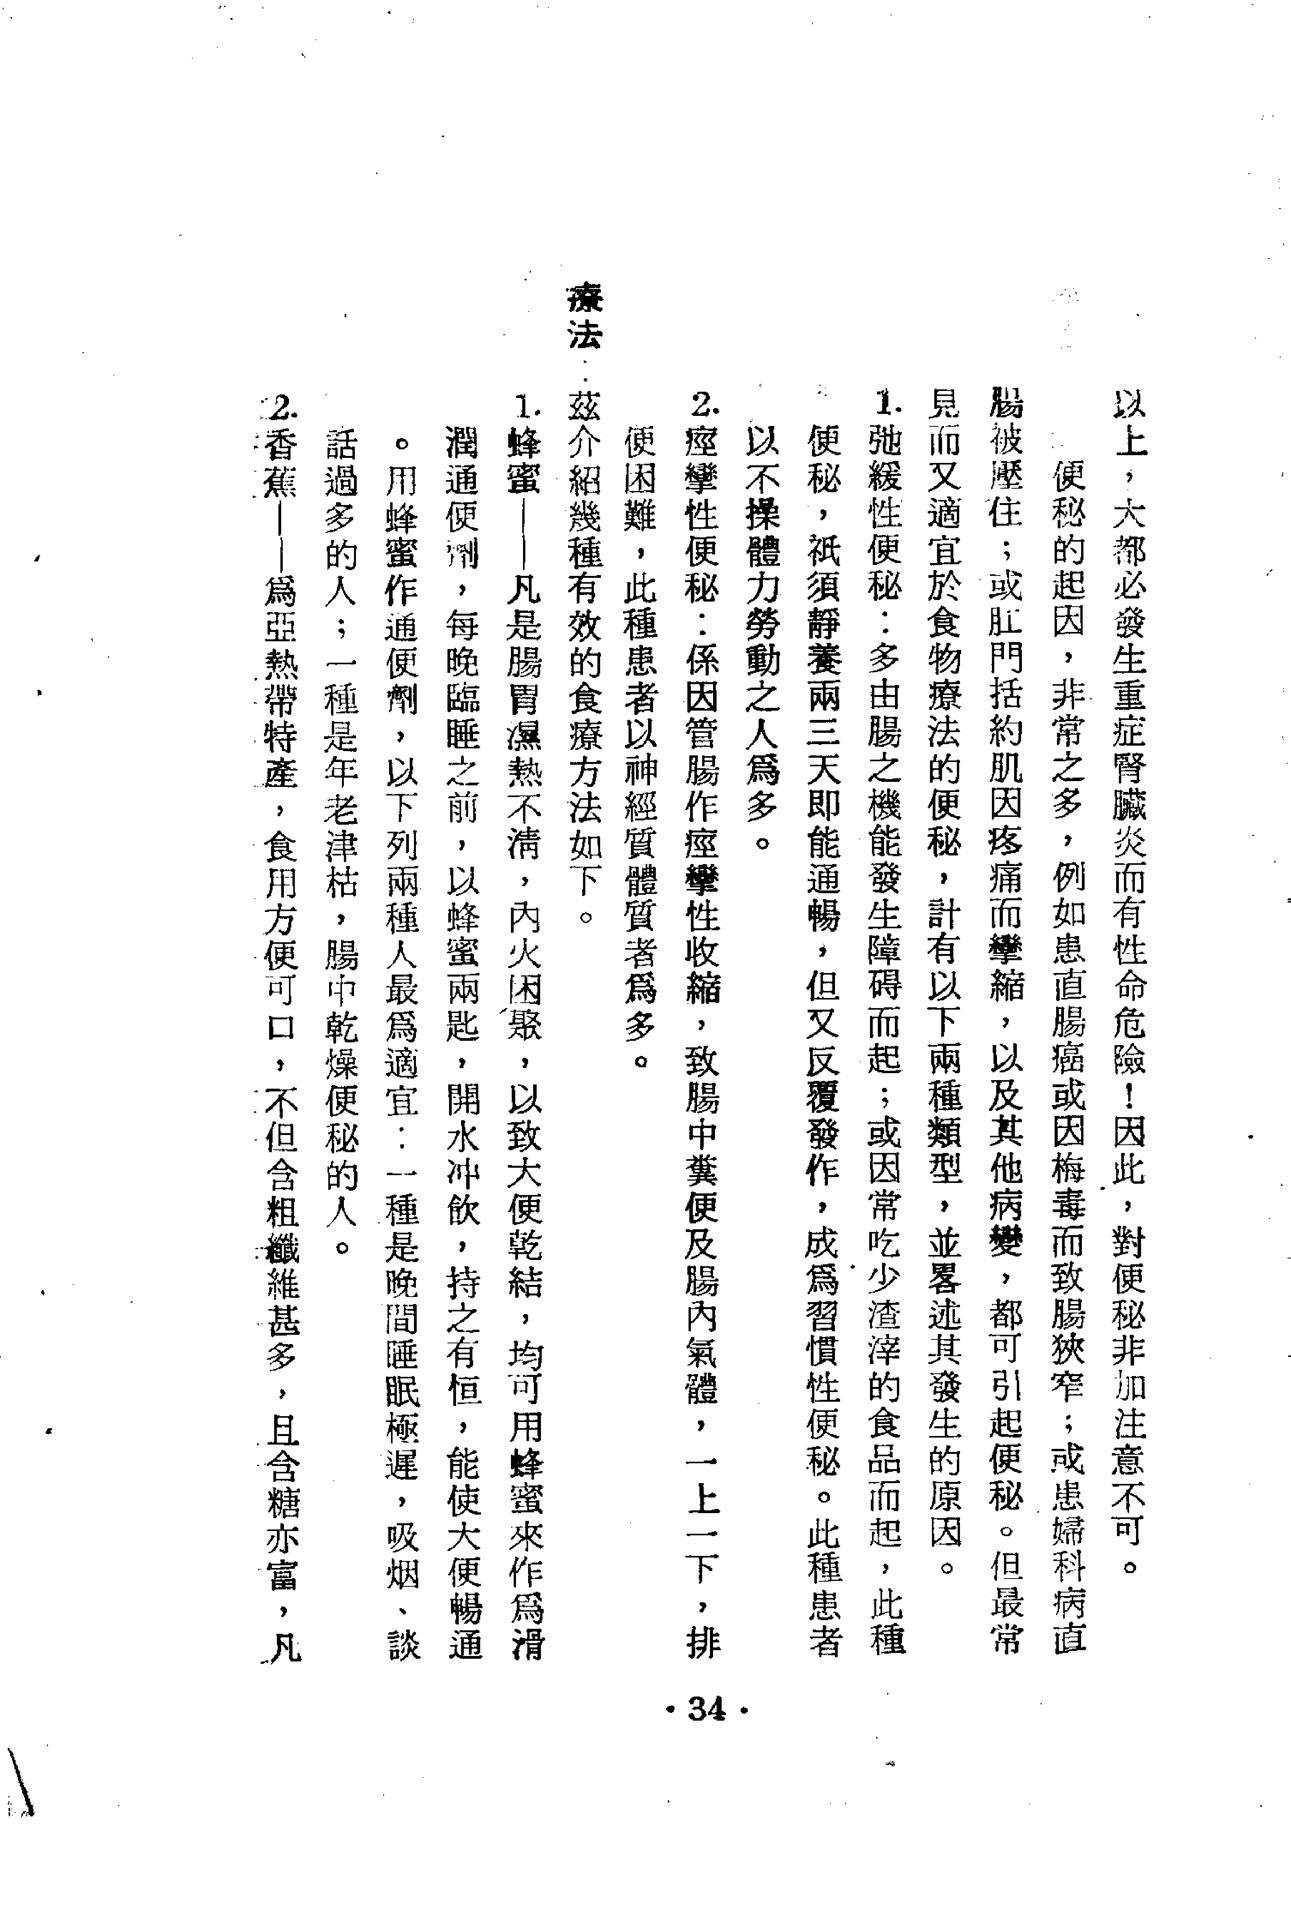 以上，大都必發生重症腎臟炎而有性命危險！因此，對便秘非加注意不可。
便秘的起因，非常之多，例如患直腸癌或因梅毒而致腸狹窄；或患婦科病直
腸被壓住；或肛門括約肌因疼痛而攣縮，以及其他病變，都可引起便秘。但最常
見而又適宜於食物療法的便秘，計有以下兩種類型，並畧述其發生的原因。
1.弛緩性便秘：多由腸之機能發生障碍而起；或因常吃少渣滓的食品而起，此種
便秘，祇須靜養兩三天即能通暢，但又反覆發作，成爲習慣性便秘。此種患者
以不操體力勞動之人爲多。
2.痙攣性便秘：係因管腸作痙攣性收縮，致腸中糞便及腸內氣體，一上一下，排
便困難，此種患者以神經質體質者爲多。
療法：茲介紹幾種有效的食療方法如下。
1.蜂蜜——凡是腸胃濕熱不淸，內火困聚，以致大便乾結，均可用蜂蜜來作爲滑
潤通便劑，每晚臨睡之前，以蜂蜜兩匙，開水冲飲，持之有恒，能使大便暢通
。用蜂蜜作通便劑，以下列兩種人最爲適宜：一種是晚間睡眠極遲，吸烟、談
話過多的人；一種是年老津枯，腸中乾燥便秘的人。
2.香蕉——爲亞熱帶特產，食用方便可口，不但含粗纖維甚多，且含糖亦富，凡
·34·